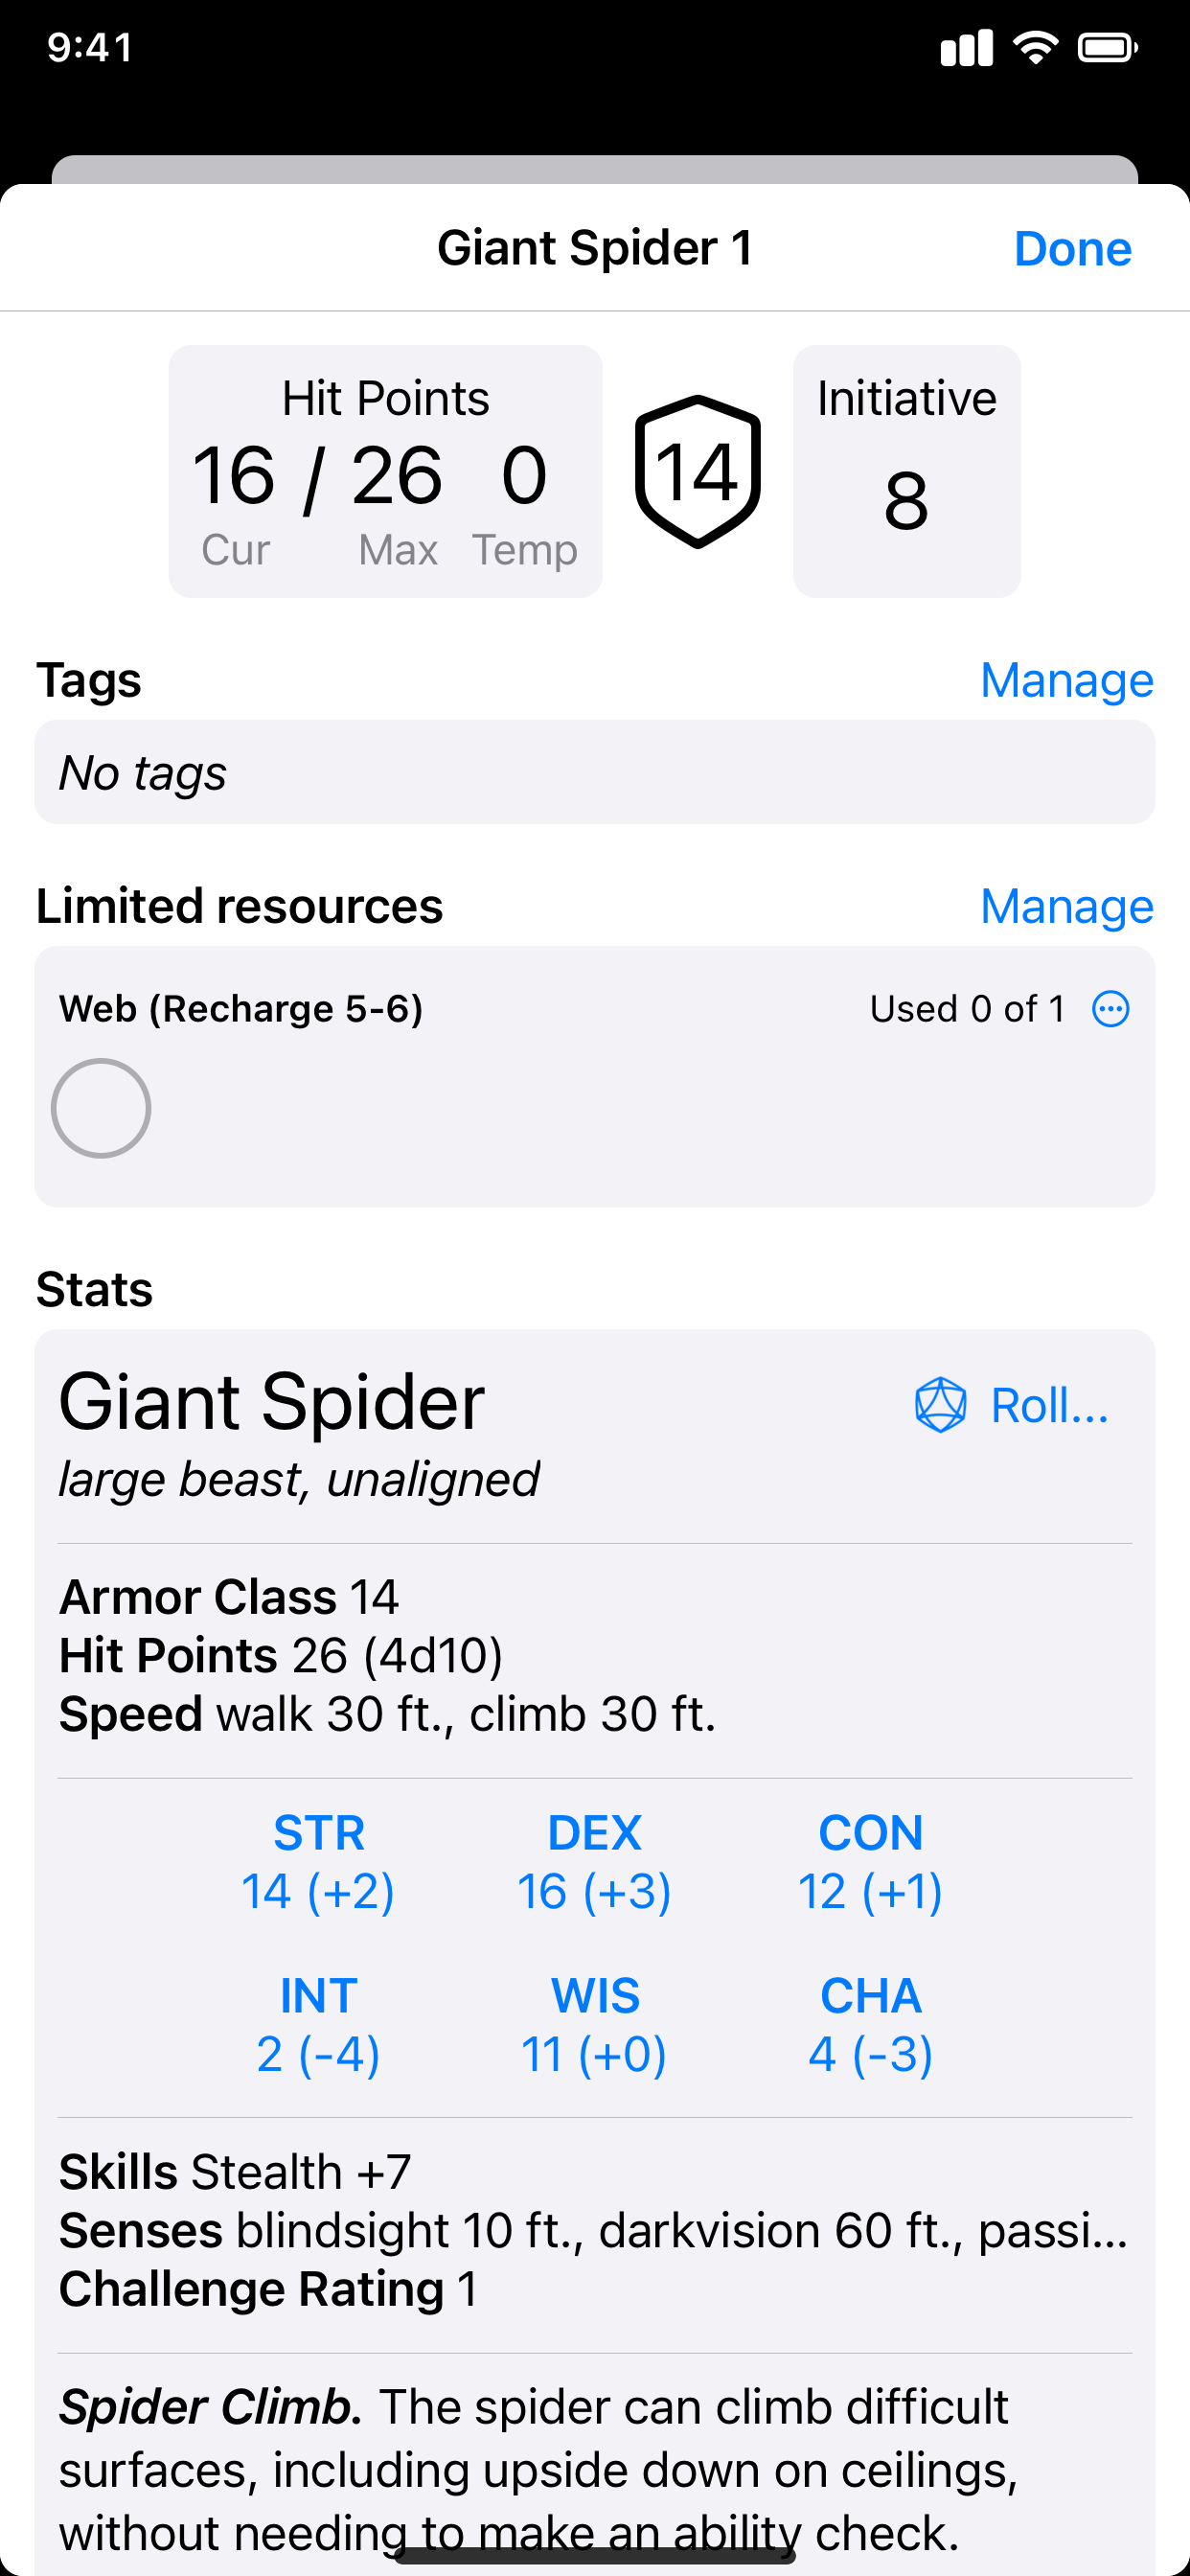 9:41
Giant Spider 1
Done
Hit Points
16 / 26 0
Cur Max Temp
14
Initiative
8
Tags
Manage
No tags
Limited resources
Manage
Web (Recharge 5-6)
Used 0 of 1
Stats
Giant Spider
Roll...
large beast, unaligned
Armor Class 14
Hit Points 26 (4d10)
Speed walk 30 ft., climb 30 ft.
STR DEX CON
14 (+2) 16 (+3) 12 (+1)
INT WIS CHA
2 (-4) 11 (+0) 4 (-3)
Skills Stealth +7
Senses blindsight 10 ft., darkvision 60 ft., passi...
Challenge Rating 1
Spider Climb. The spider can climb difficult
surfaces, including upside down on ceilings,
without needing to make an ability check.